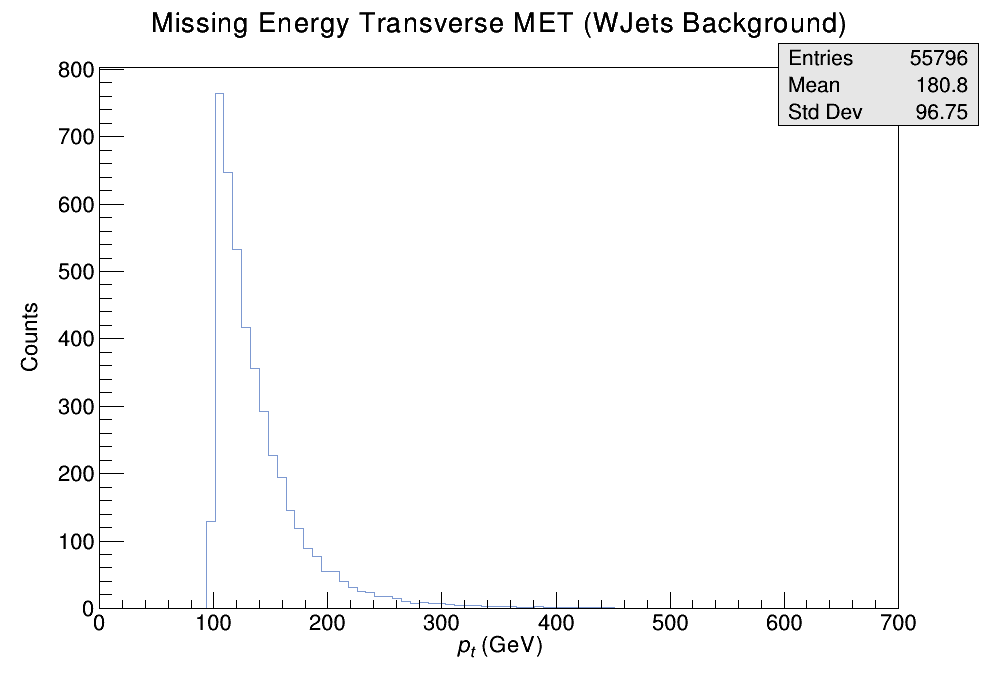 Missing Energy Transverse MET (WJets Background)
Entries 55796
Mean 180.8
Std Dev 96.75
800
700
600
500
400
300
200
100
0
Counts
0 100 200 300 400 500 600 700
pt (GeV)